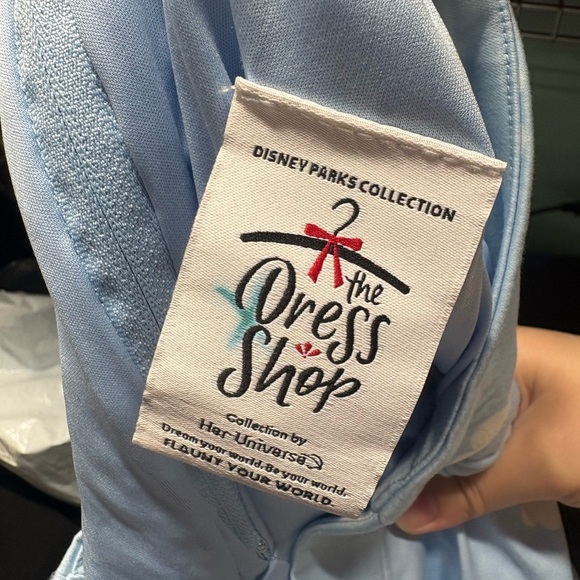 DISNEY PARKS COLLECTION
the
Dress
Shop
Collection by
Her Universe
Dream your world. Be your world.
FLAUNT YOUR WORLD.